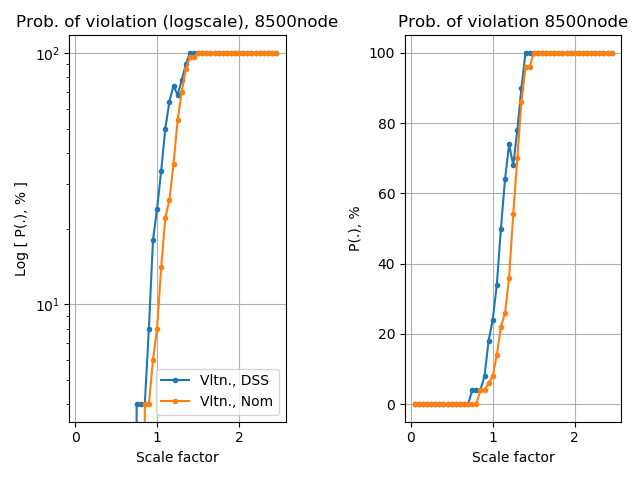 Prob. of violation (logscale), 8500node
Log [ P(.), % ]
10²
10¹
0
1
2
Scale factor
Vltn., DSS
Vltn., Nom
Prob. of violation 8500node
P(.), %
100
80
60
40
20
0
0
1
2
Scale factor